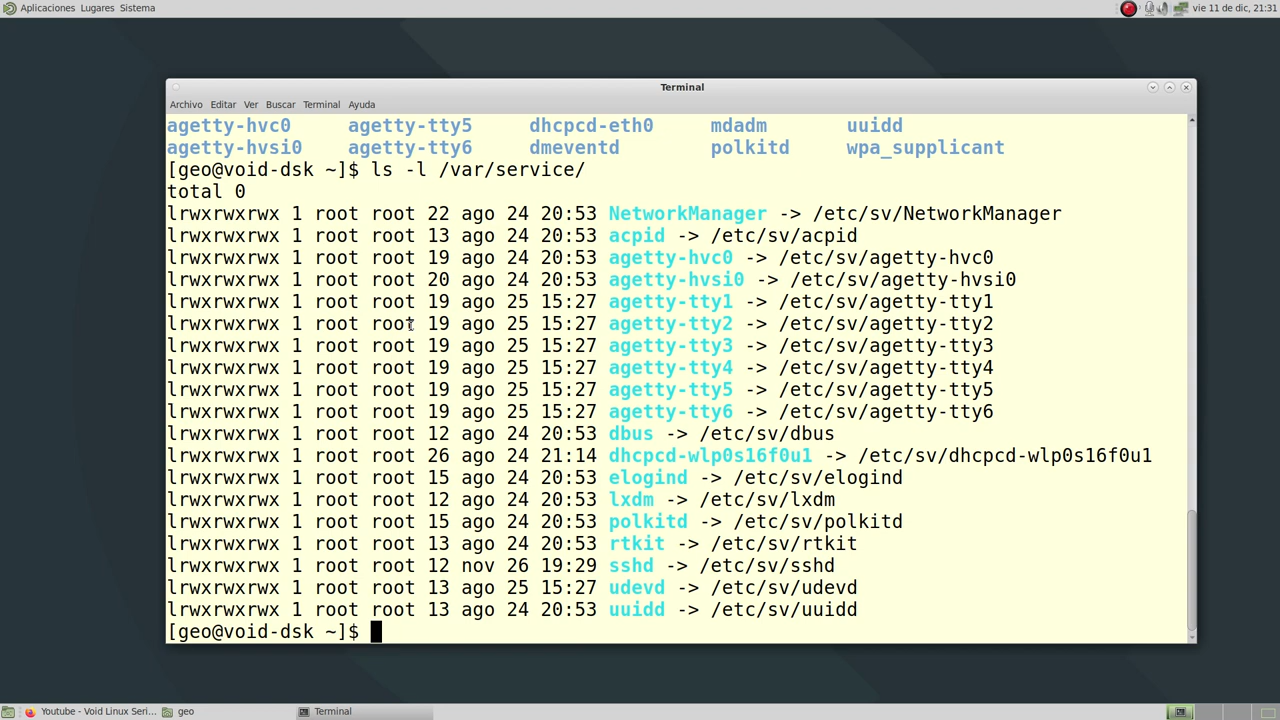 Aplicaciones Lugares Sistema
vie 11 de dic, 21:31
Terminal
Archivo Editar Ver Buscar Terminal Ayuda
agetty-hvc0 agetty-tty5 dhcpcd-eth0 mdadm uuidd
agetty-hvsi0 agetty-tty6 dmeventd polkitd wpa_supplicant
[geo@void-dsk ~]$ ls -l /var/service/
total 0
lrwxrwxrwx 1 root root 22 ago 24 20:53 NetworkManager -> /etc/sv/NetworkManager
lrwxrwxrwx 1 root root 13 ago 24 20:53 acpid -> /etc/sv/acpid
lrwxrwxrwx 1 root root 19 ago 24 20:53 agetty-hvc0 -> /etc/sv/agetty-hvc0
lrwxrwxrwx 1 root root 20 ago 24 20:53 agetty-hvsi0 -> /etc/sv/agetty-hvsi0
lrwxrwxrwx 1 root root 19 ago 25 15:27 agetty-tty1 -> /etc/sv/agetty-tty1
lrwxrwxrwx 1 root root 19 ago 25 15:27 agetty-tty2 -> /etc/sv/agetty-tty2
lrwxrwxrwx 1 root root 19 ago 25 15:27 agetty-tty3 -> /etc/sv/agetty-tty3
lrwxrwxrwx 1 root root 19 ago 25 15:27 agetty-tty4 -> /etc/sv/agetty-tty4
lrwxrwxrwx 1 root root 19 ago 25 15:27 agetty-tty5 -> /etc/sv/agetty-tty5
lrwxrwxrwx 1 root root 19 ago 25 15:27 agetty-tty6 -> /etc/sv/agetty-tty6
lrwxrwxrwx 1 root root 12 ago 24 20:53 dbus -> /etc/sv/dbus
lrwxrwxrwx 1 root root 26 ago 24 21:14 dhcpcd-wlp0s16f0u1 -> /etc/sv/dhcpcd-wlp0s16f0u1
lrwxrwxrwx 1 root root 15 ago 24 20:53 elogind -> /etc/sv/elogind
lrwxrwxrwx 1 root root 12 ago 24 20:53 lxdm -> /etc/sv/lxdm
lrwxrwxrwx 1 root root 15 ago 24 20:53 polkitd -> /etc/sv/polkitd
lrwxrwxrwx 1 root root 13 ago 24 20:53 rtkit -> /etc/sv/rtkit
lrwxrwxrwx 1 root root 12 nov 26 19:29 sshd -> /etc/sv/sshd
lrwxrwxrwx 1 root root 13 ago 25 15:27 udevd -> /etc/sv/udevd
lrwxrwxrwx 1 root root 13 ago 24 20:53 uuidd -> /etc/sv/uuidd
[geo@void-dsk ~]$
Youtube - Void Linux Seri...
geo
Terminal